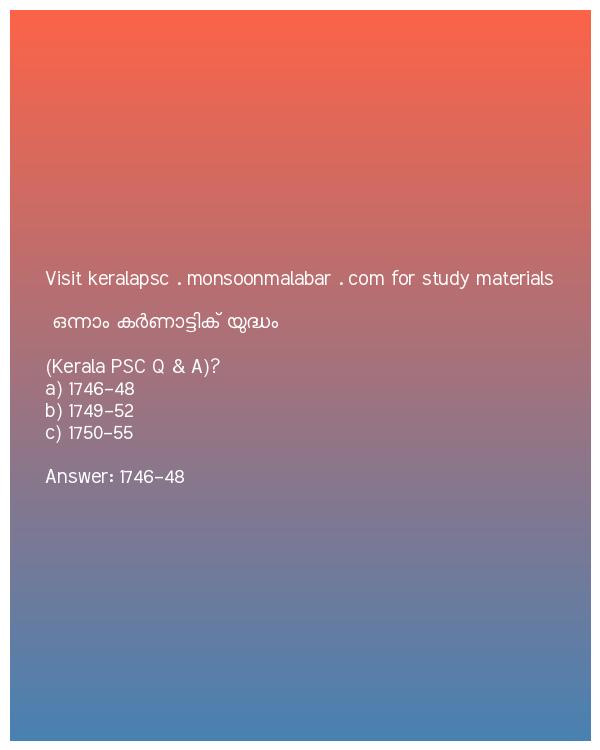 Visit keralapsc . monsoonmalabar . com for study materials
ഒന്നാം കർണാട്ടിക് യുദ്ധം
(Kerala PSC Q & A)?
a) 1746-48
b) 1749-52
c) 1750-55
Answer: 1746-48